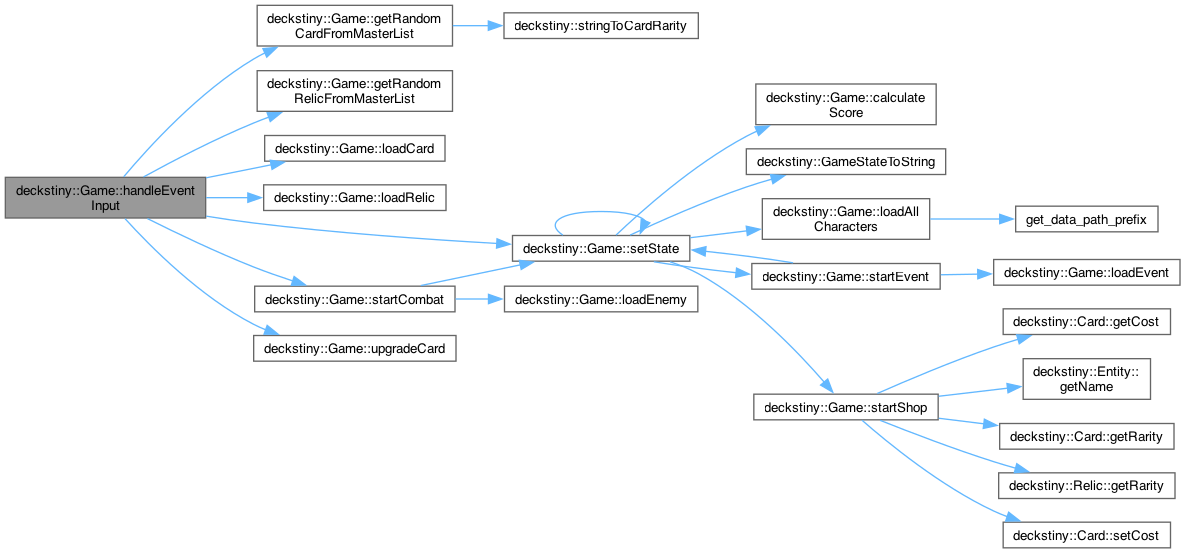 deckstiny::Game::handleEvent
Input
deckstiny::Game::getRandom
CardFromMasterList
deckstiny::Game::getRandom
RelicFromMasterList
deckstiny::Game::loadCard
deckstiny::Game::loadRelic
deckstiny::Game::startCombat
deckstiny::Game::upgradeCard
deckstiny::stringToCardRarity
deckstiny::Game::setState
deckstiny::Game::loadEnemy
deckstiny::Game::calculate
Score
deckstiny::GameStateToString
deckstiny::Game::loadAll
Characters
deckstiny::Game::startEvent
deckstiny::Game::startShop
get_data_path_prefix
deckstiny::Game::loadEvent
deckstiny::Card::getCost
deckstiny::Entity::
getName
deckstiny::Card::getRarity
deckstiny::Relic::getRarity
deckstiny::Card::setCost